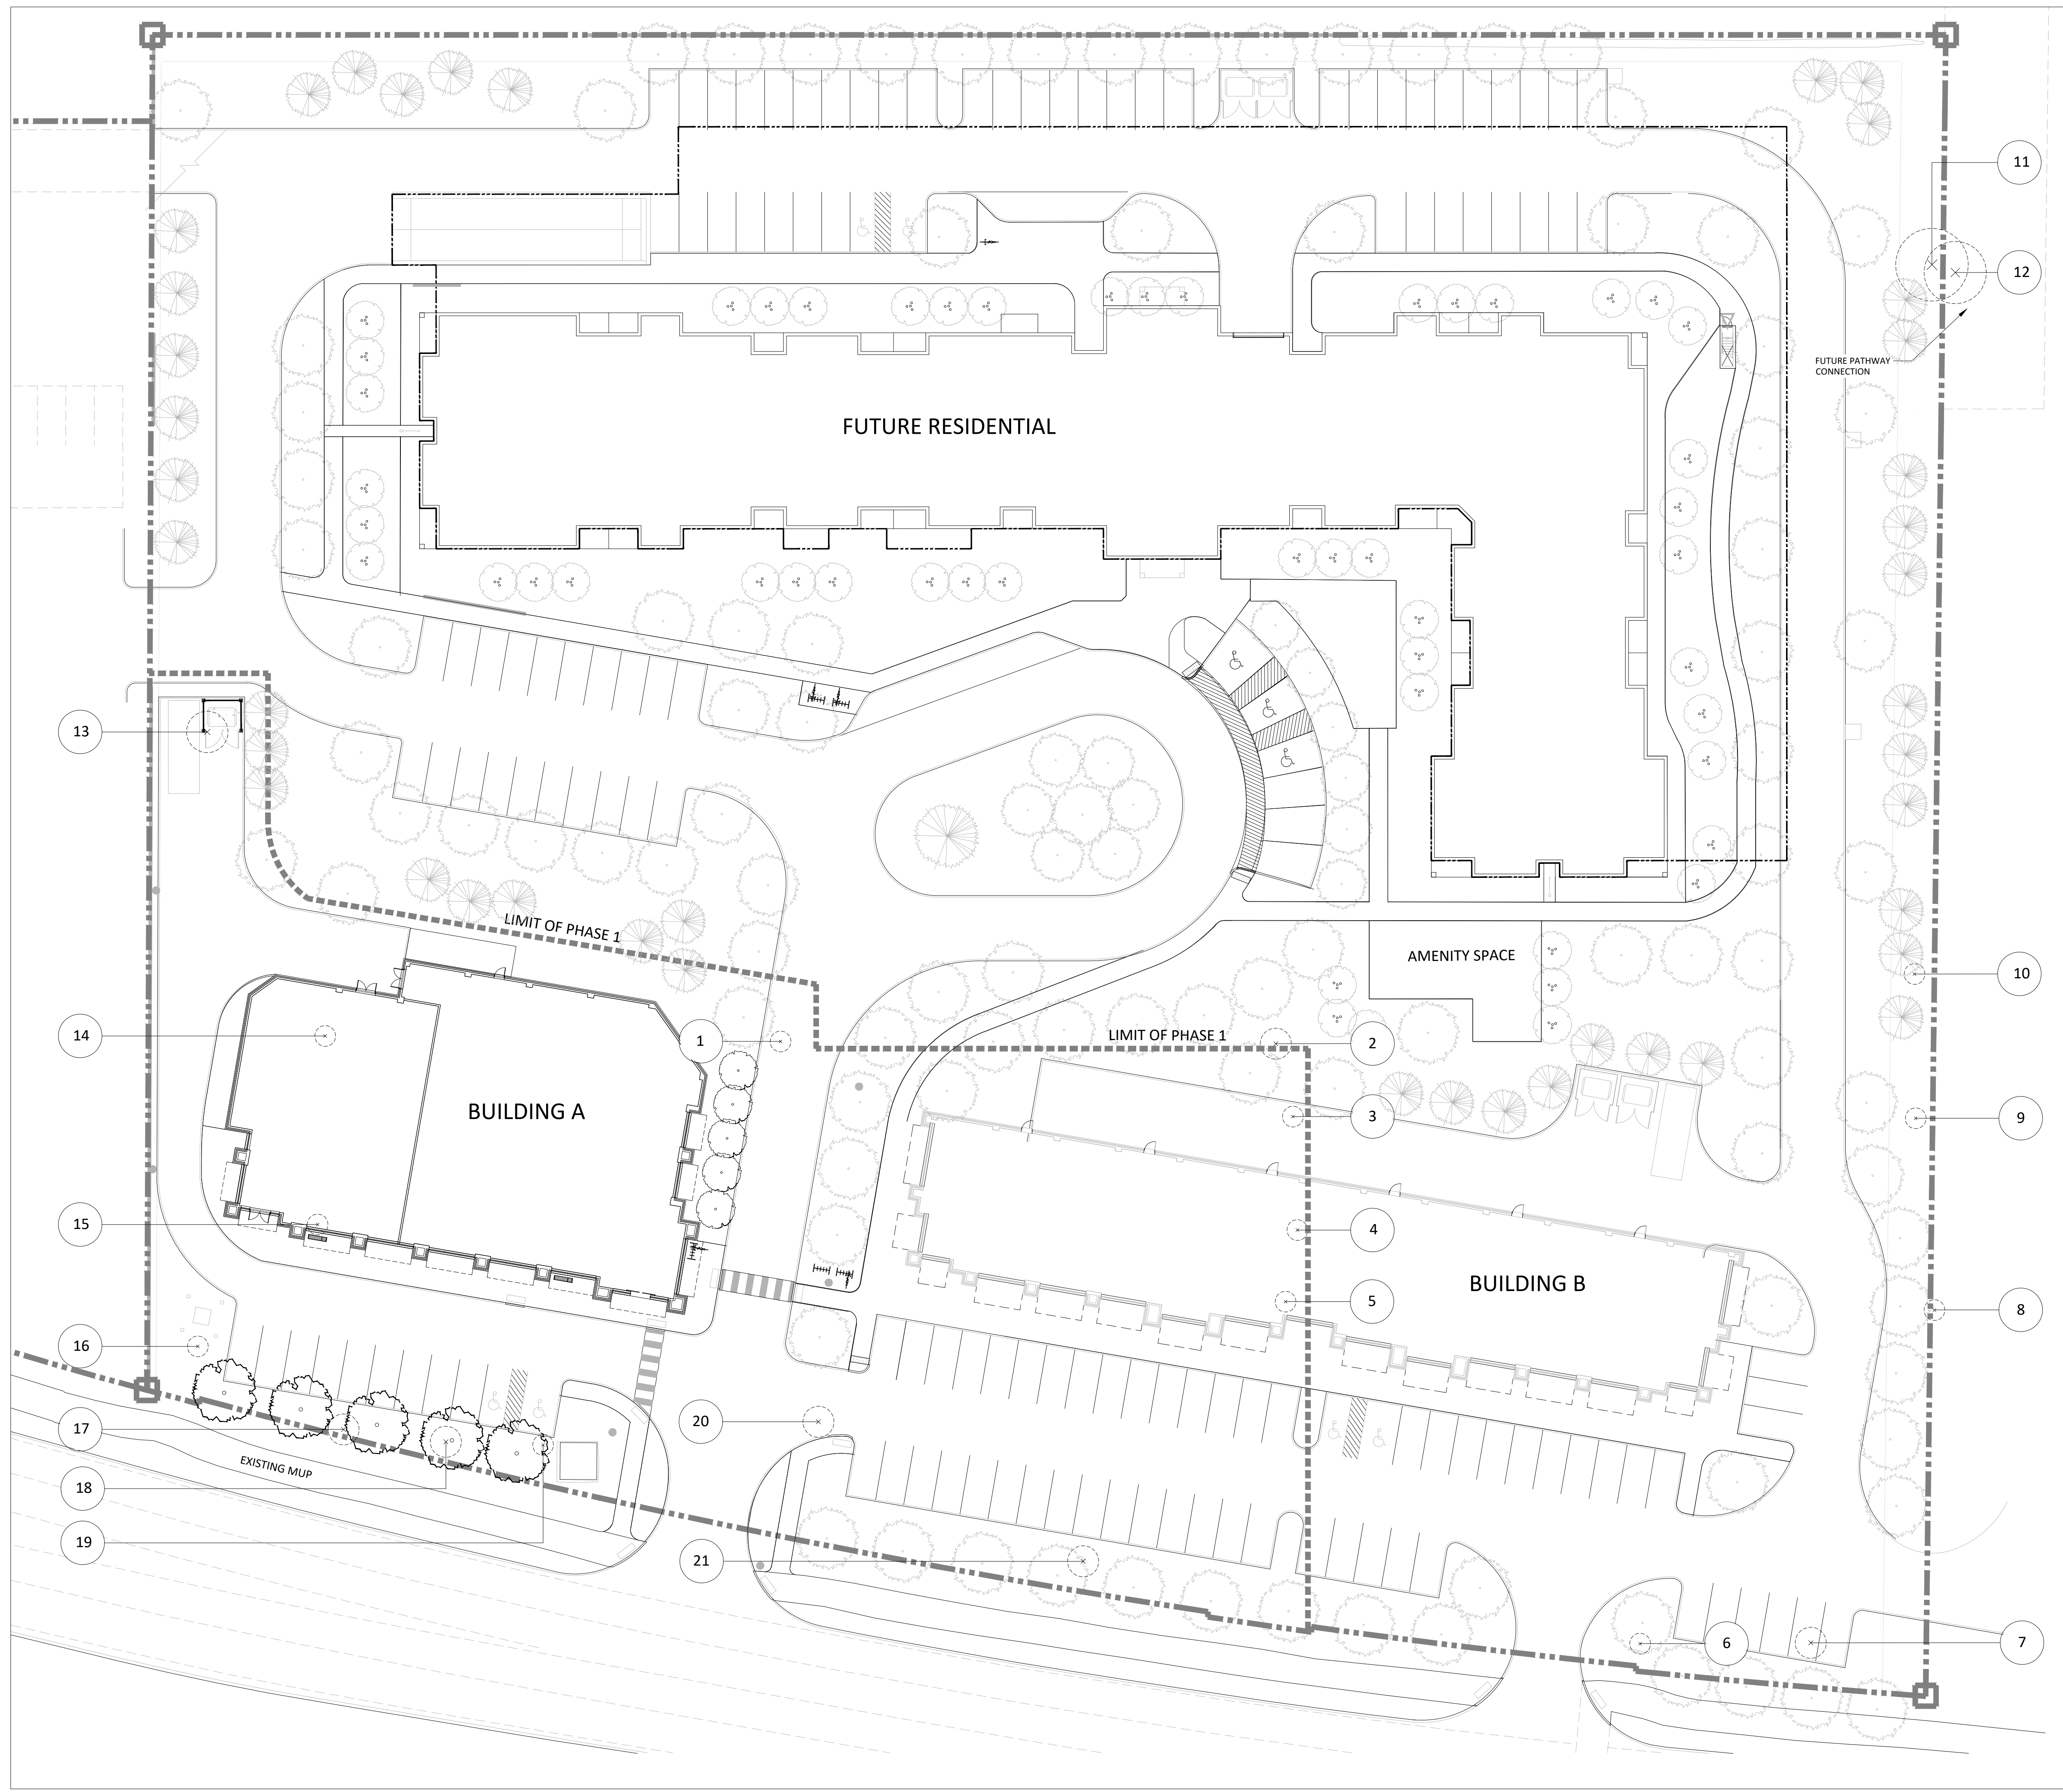 11
12
FUTURE PATHWAY
CONNECTION
FUTURE RESIDENTIAL
13
LIMIT OF PHASE 1
AMENITY SPACE
10
14
1
LIMIT OF PHASE 1
2
BUILDING A
3
9
15
4
BUILDING B
5
8
16
20
17
EXISTING MUP
18
19
21
6
7